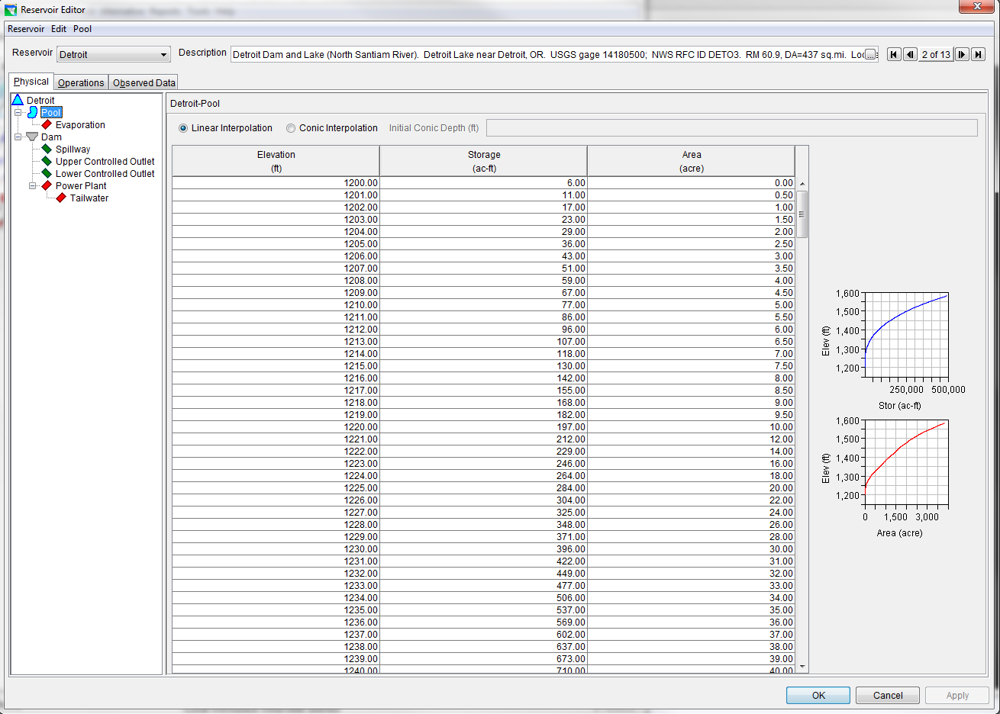 Reservoir Editor
Reservoir Edit Pool
Reservoir Detroit Description Detroit Dam and Lake (North Santiam River). Detroit Lake near Detroit, OR. USGS gage 14180500; NWS RFC ID DETO3. RM 60.9, DA=437 sq.mi. ... 2 of 13
Physical Operations Observed Data
Detroit
Pool
Evaporation
Dam
Spillway
Upper Controlled Outlet
Lower Controlled Outlet
Power Plant
Tailwater
Detroit-Pool
Linear Interpolation Conic Interpolation Initial Conic Depth (ft)
Elevation Storage Area
(ft) (ac-ft) (acre)
1200.00 6.00 0.00
1201.00 11.00 0.50
1202.00 17.00 1.00
1203.00 23.00 1.50
1204.00 29.00 2.00
1205.00 36.00 2.50
1206.00 43.00 3.00
1207.00 51.00 3.50
1208.00 59.00 4.00
1209.00 67.00 4.50
1210.00 77.00 5.00
1211.00 86.00 5.50
1212.00 96.00 6.00
1213.00 107.00 6.50
1214.00 118.00 7.00
1215.00 130.00 7.50
1216.00 142.00 8.00
1217.00 155.00 8.50
1218.00 168.00 9.00
1219.00 182.00 9.50
1220.00 197.00 10.00
1221.00 212.00 12.00
1222.00 229.00 14.00
1223.00 246.00 16.00
1224.00 264.00 18.00
1225.00 284.00 20.00
1226.00 304.00 22.00
1227.00 325.00 24.00
1228.00 348.00 26.00
1229.00 371.00 28.00
1230.00 396.00 30.00
1231.00 422.00 31.00
1232.00 449.00 32.00
1233.00 477.00 33.00
1234.00 506.00 34.00
1235.00 537.00 35.00
1236.00 569.00 36.00
1237.00 602.00 37.00
1238.00 637.00 38.00
1239.00 673.00 39.00
1240.00 710.00 40.00
1,600
1,500
1,400
1,300
1,200
Elev (ft)
250,000 500,000
Stor (ac-ft)
1,600
1,500
1,400
1,300
1,200
Elev (ft)
0 1,500 3,000
Area (acre)
OK Cancel Apply